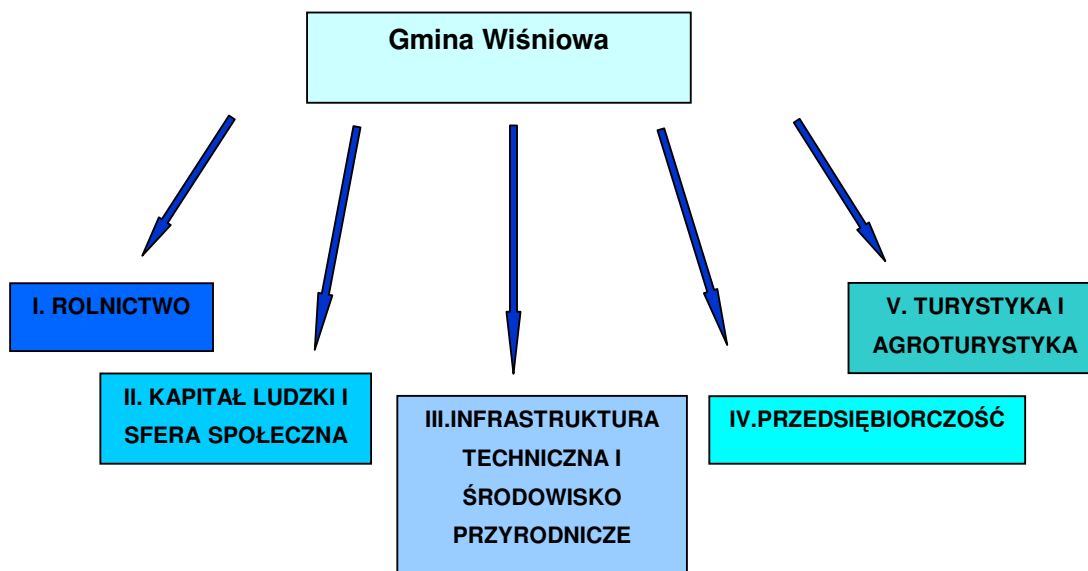 Gmina Wiśniowa
I. ROLNICTWO
II. KAPITAŁ LUDZKI I
SFERA SPOŁECZNA
III.INFRASTRUKTURA
TECHNICZNA I
ŚRODOWISKO
PRZYRODNICZE
IV.PRZEDSIĘBIORCZOŚĆ
V. TURYSTYKA I
AGROTURYSTYKA